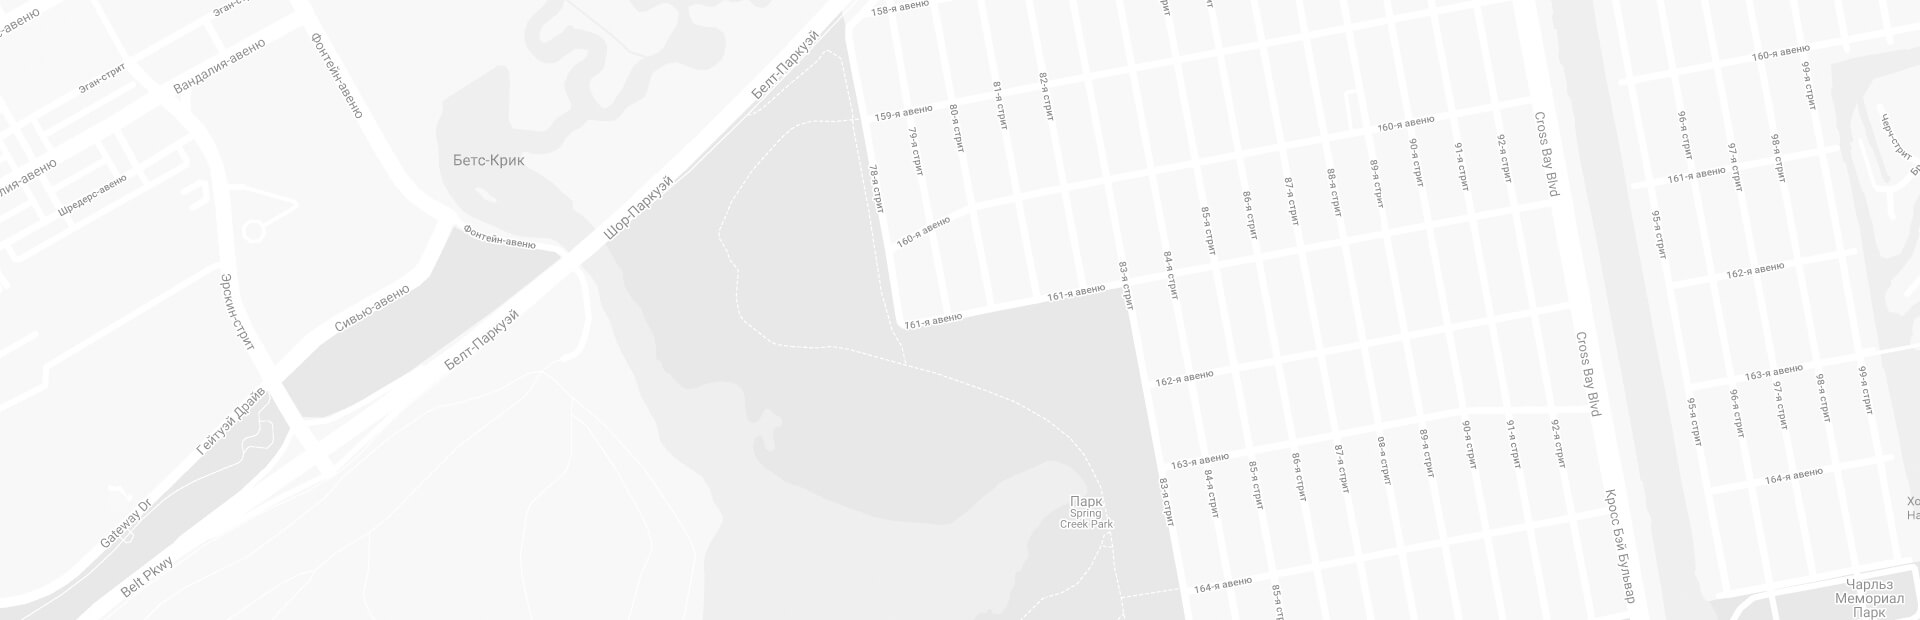 158-я авеню
Эган-стрит
Вандалия-авеню
Эган-стрит
Фонтейн-авеню
Белт-Паркуэй
159-я авеню
79-я стрит
80-я стрит
81-я стрит
82-я стрит
78-я стрит
160-я авеню
Cross Bay Blvd
160-я авеню
99-я стрит
96-я стрит
97-я стрит
98-я стрит
161-я авеню
Черч-стрит
Бетс-Крик
Шредерс-авеню
Шор-Паркуэй
Фонтейн-авеню
160-я авеню
85-я стрит
86-я стрит
87-я стрит
88-я стрит
89-я стрит
90-я стрит
91-я стрит
92-я стрит
95-я стрит
162-я авеню
83-я стрит
84-я стрит
161-я авеню
161-я авеню
Эрскин-стрит
Сивью-авеню
Белт-Паркуэй
Cross Bay Blvd
162-я авеню
163-я авеню
95-я стрит
96-я стрит
97-я стрит
98-я стрит
99-я стрит
Гейтуэй Драйв
163-я авеню
83-я стрит
84-я стрит
85-я стрит
86-я стрит
87-я стрит
08-я стрит
89-я стрит
90-я стрит
91-я стрит
92-я стрит
164-я авеню
Парк
Spring
Creek Park
Gateway Dr
Belt Pkwy
Кросс Бэй Бульвар
164-я авеню
85-я стрит
Чарльз
Мемориал
Парк